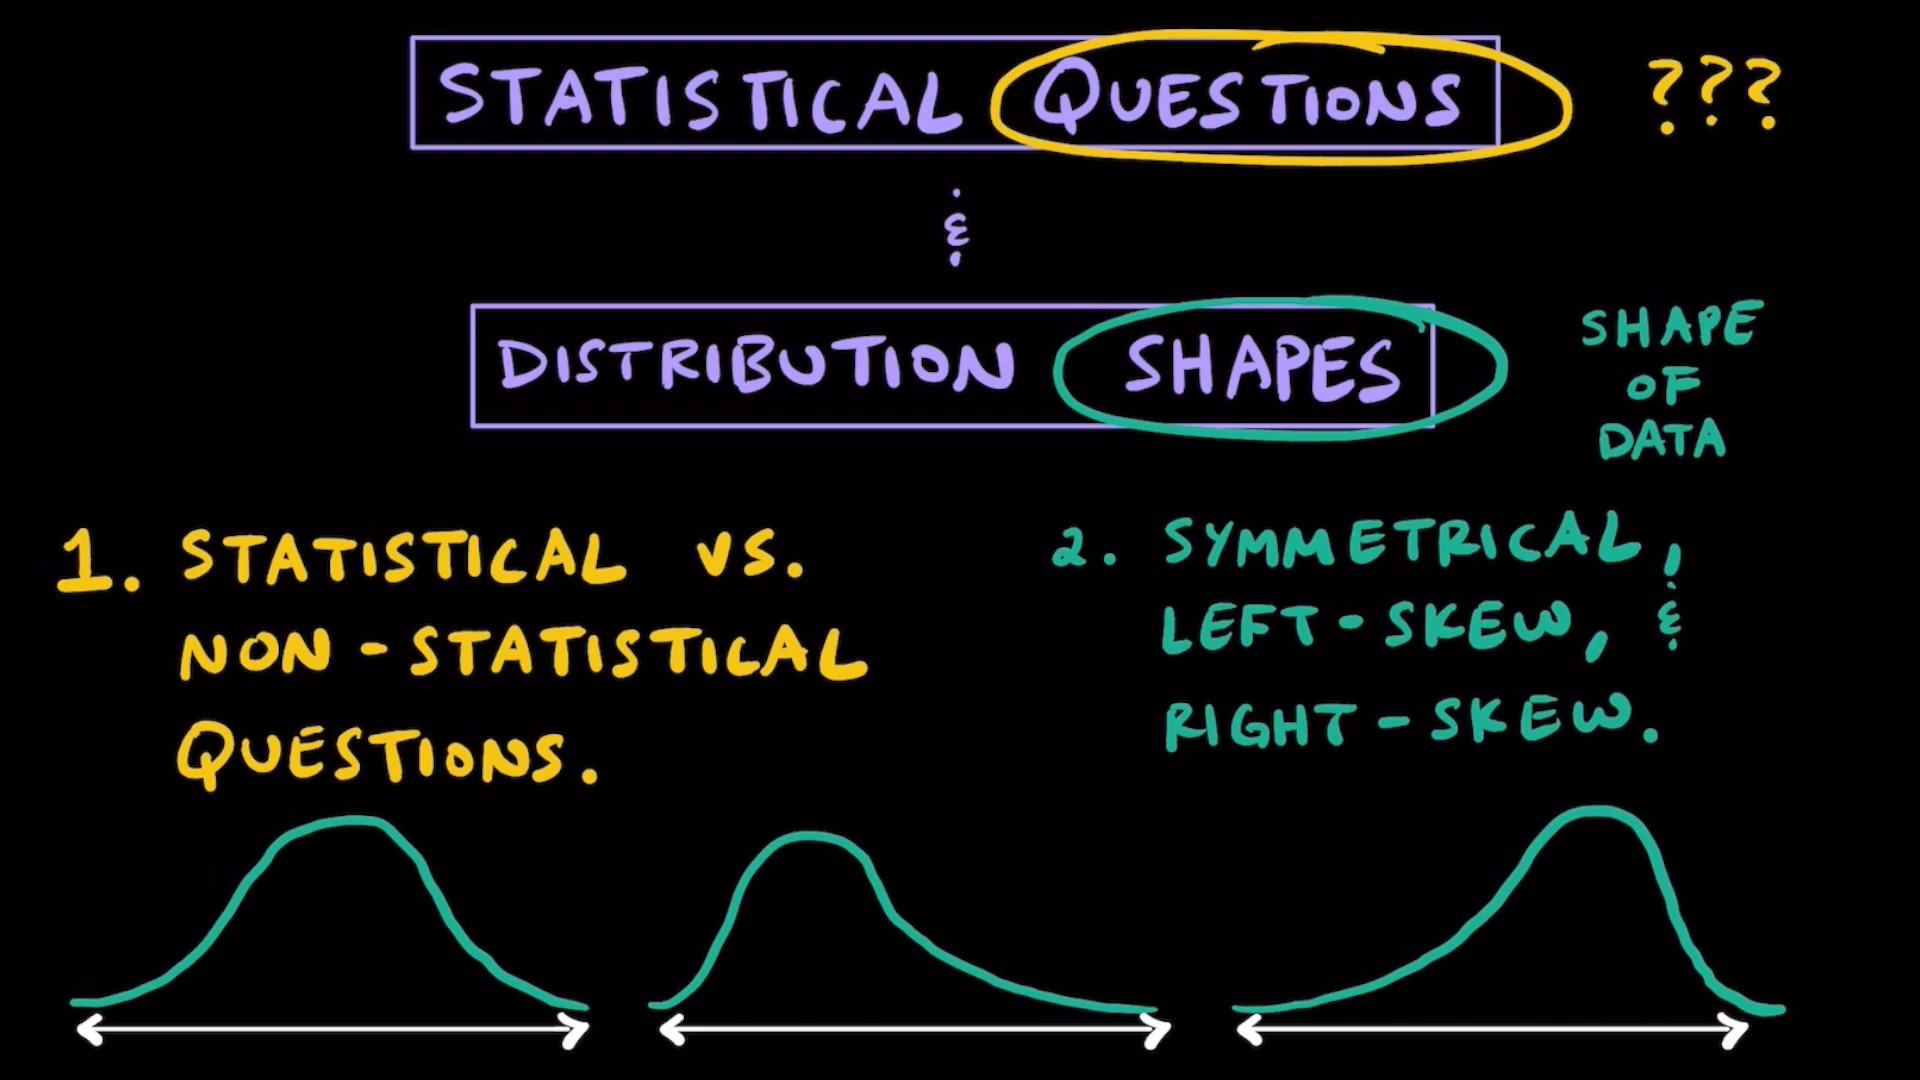 STATISTICAL QUESTIONS ???
&
DISTRIBUTION SHAPES
SHAPE
OF
DATA
1. STATISTICAL VS.
NON-STATISTICAL
QUESTIONS.
2. SYMMETRICAL,
LEFT-SKEW, &
RIGHT-SKEW.